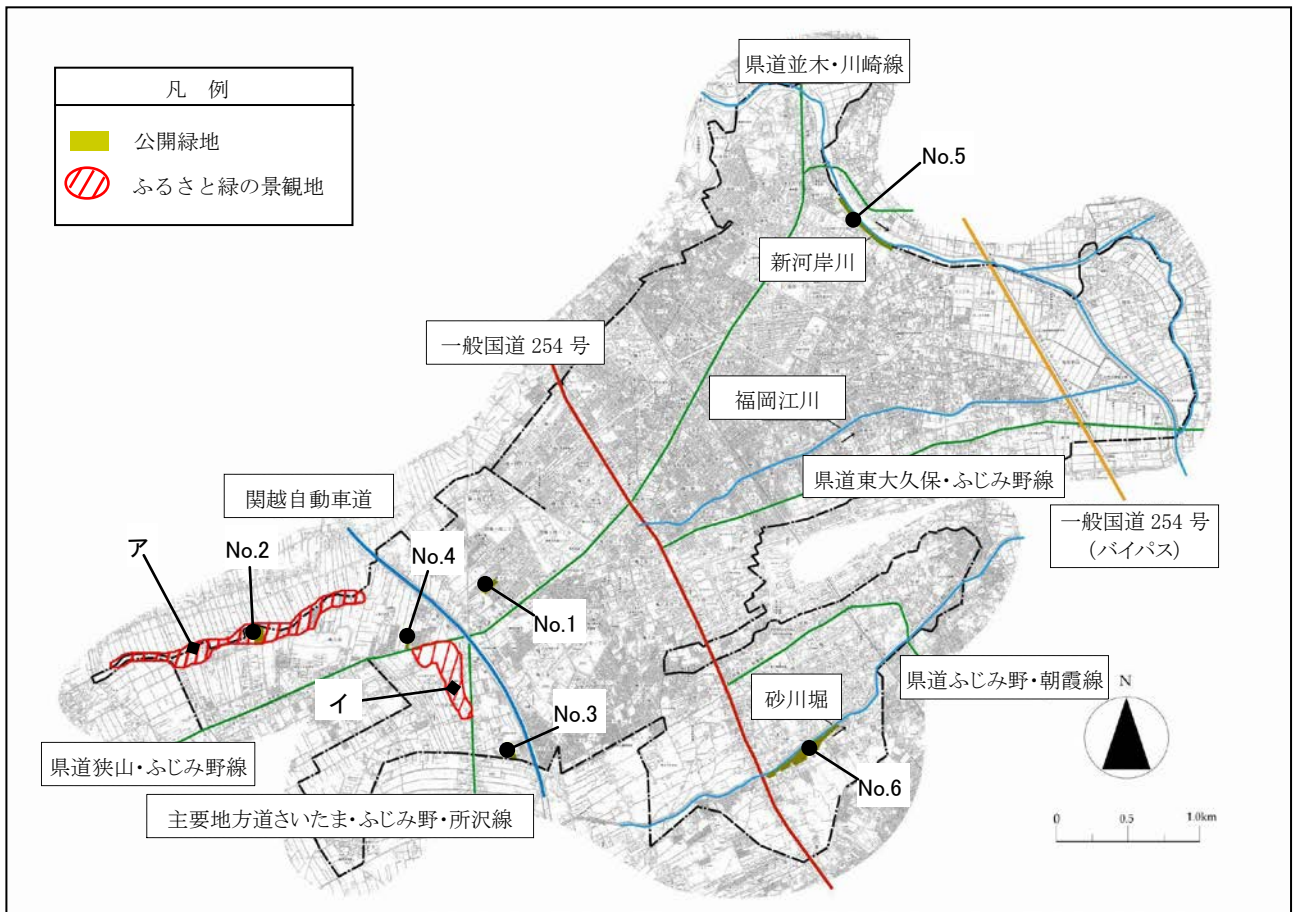 凡 例
公開緑地
ふるさと緑の景観地
県道並木・川崎線
No.5
新河岸川
一般国道 254 号
福岡江川
県道東大久保・ふじみ野線
関越自動車道
一般国道 254 号
(バイパス)
ア
No.2
No.4
No.1
県道ふじみ野・朝霞線
イ
砂川堀
N
No.3
県道狭山・ふじみ野線
No.6
主要地方道さいたま・ふじみ野・所沢線
0 0.5 1.0km